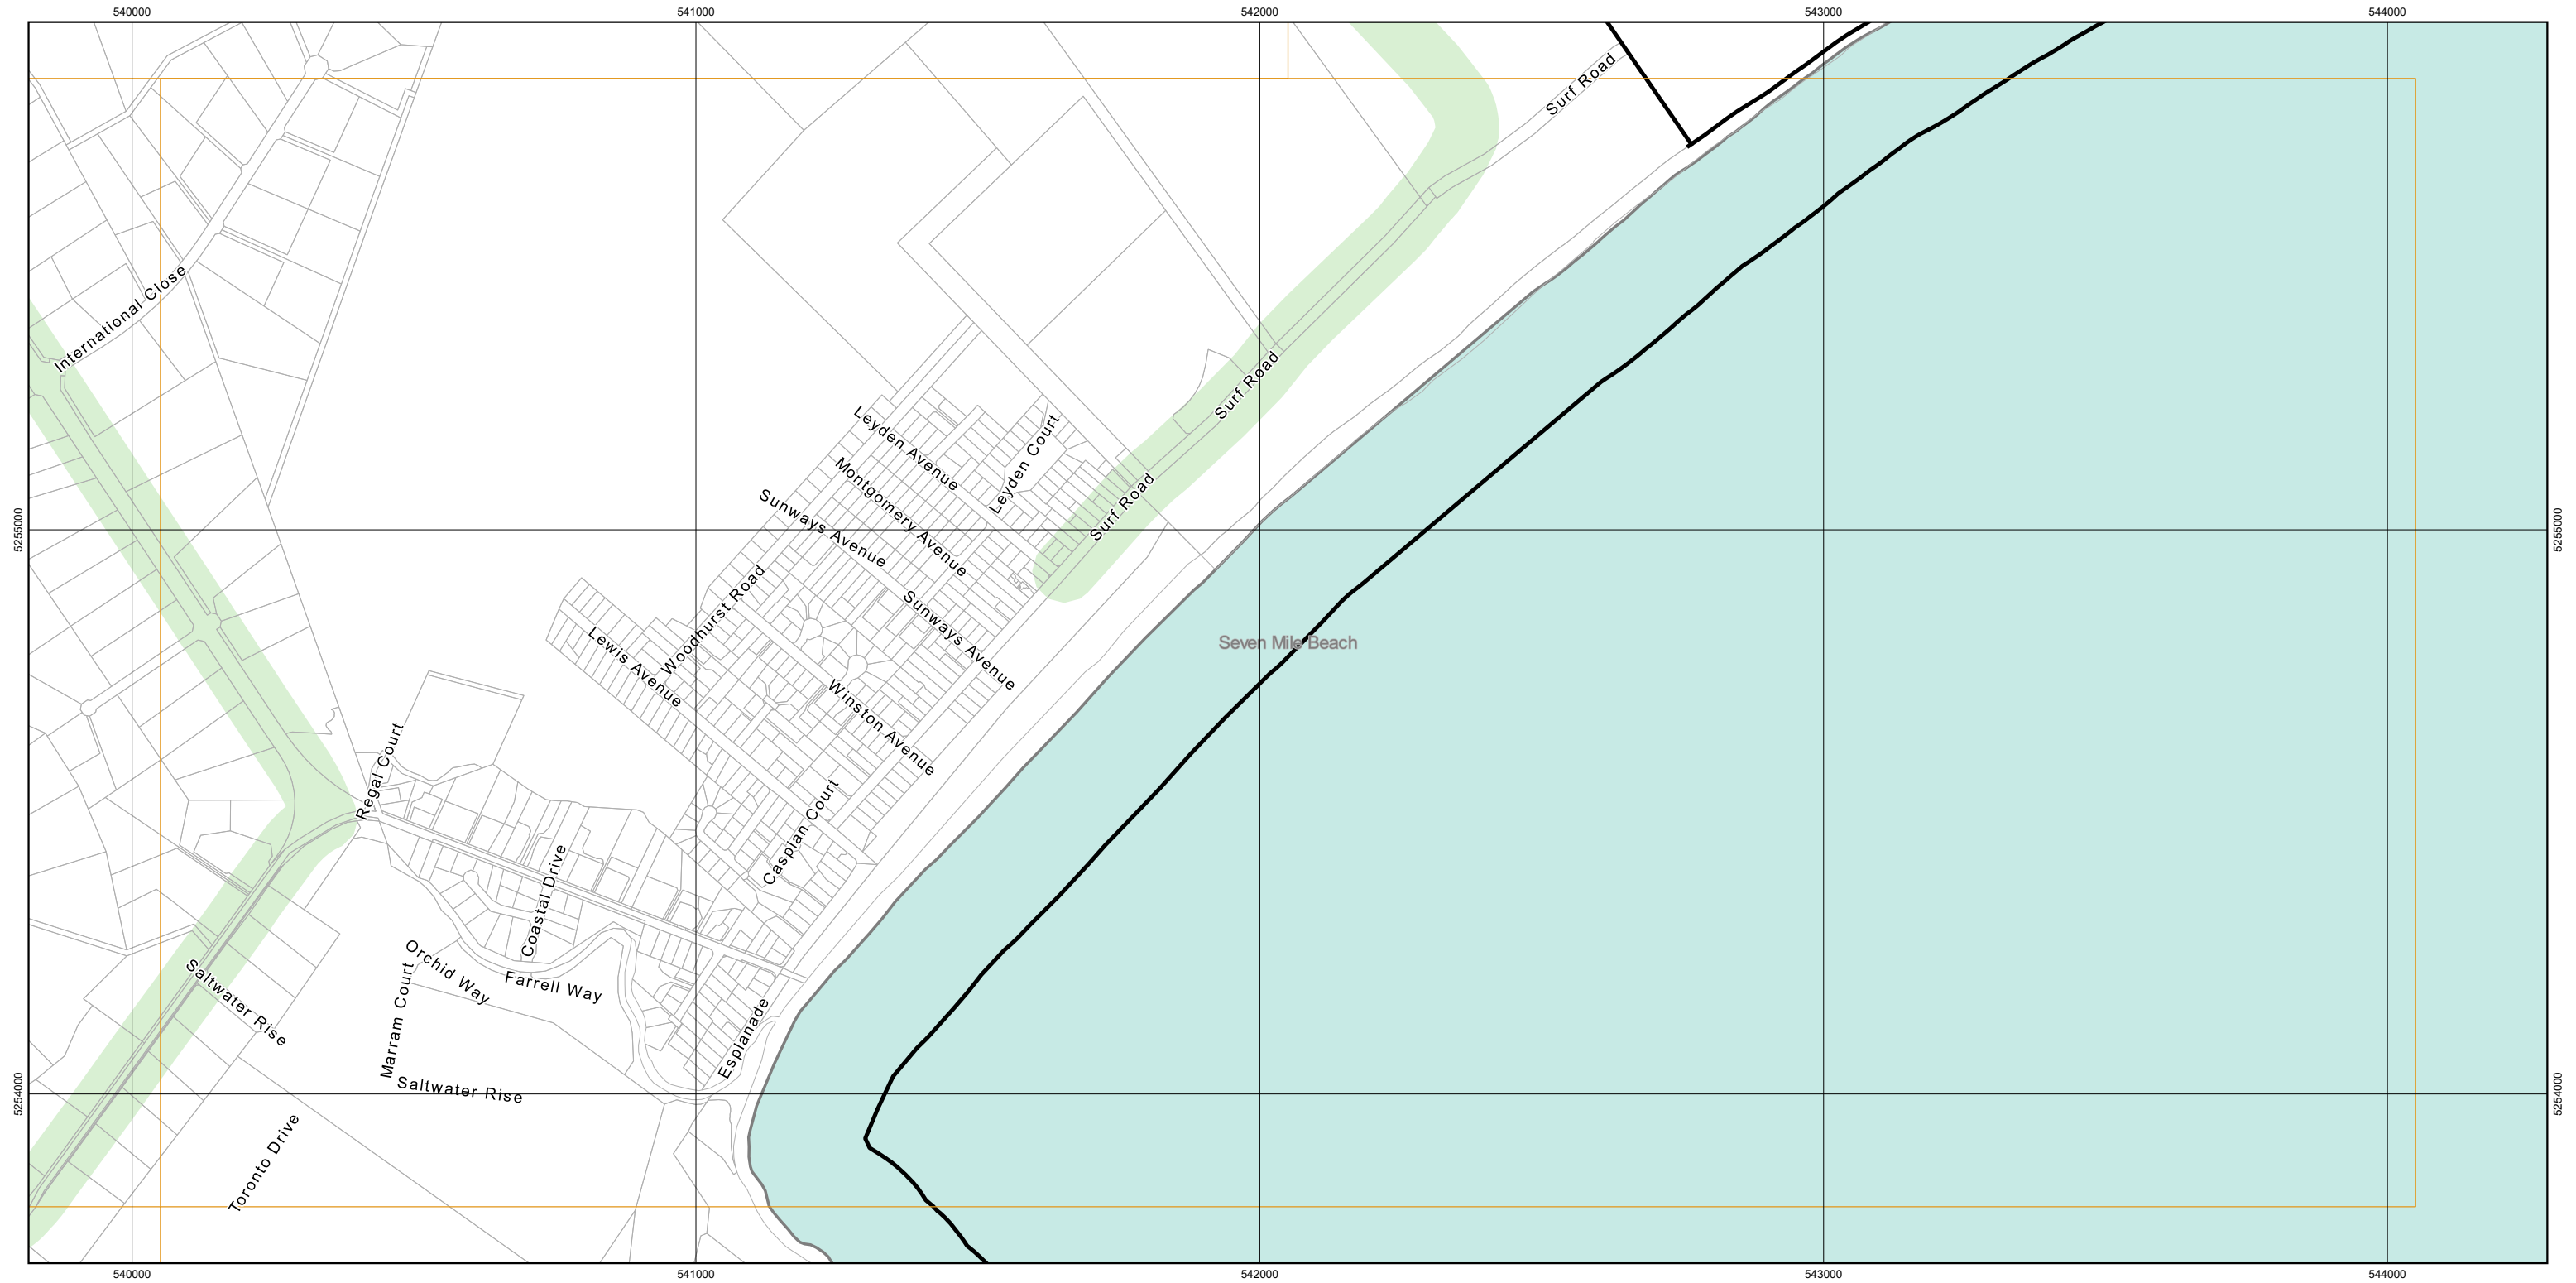 540000 541000 542000 543000 544000
Surf Road
International Close
Surf Road
Leyden Avenue
Leyden Court
Montgomery Avenue
Surf Road
Sunways Avenue
5255000 5255000
Woodhurst Road
Sunways Avenue
Lewis Avenue
Seven Mile Beach
Winston Avenue
Regal Court
Caspian Court
Coastal Drive
Orchid Way
Saltwater Rise
Marram Court
Farrell Way
Esplanade
Saltwater Rise
5254000 5254000
Toronto Drive
540000 541000 542000 543000 544000